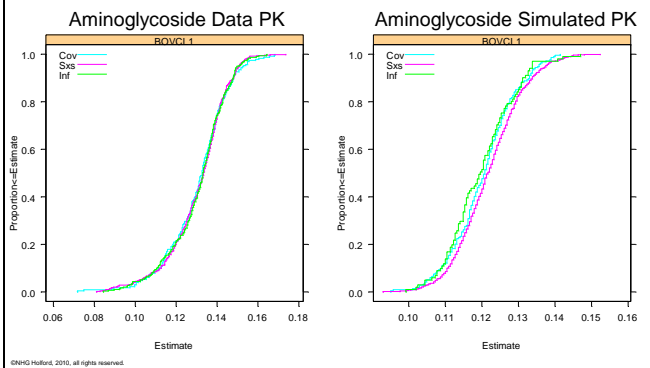 Aminoglycoside Data PK
BOVCL1
Cov
Sxs
Inf
Proportion<=Estimate
1.0
0.8
0.6
0.4
0.2
0.0
0.06 0.08 0.10 0.12 0.14 0.16 0.18
Estimate
Aminoglycoside Simulated PK
BOVCL1
Cov
Sxs
Inf
Proportion<=Estimate
1.0
0.8
0.6
0.4
0.2
0.0
0.10 0.11 0.12 0.13 0.14 0.15 0.16
Estimate
©NHG Holford, 2010, all rights reserved.